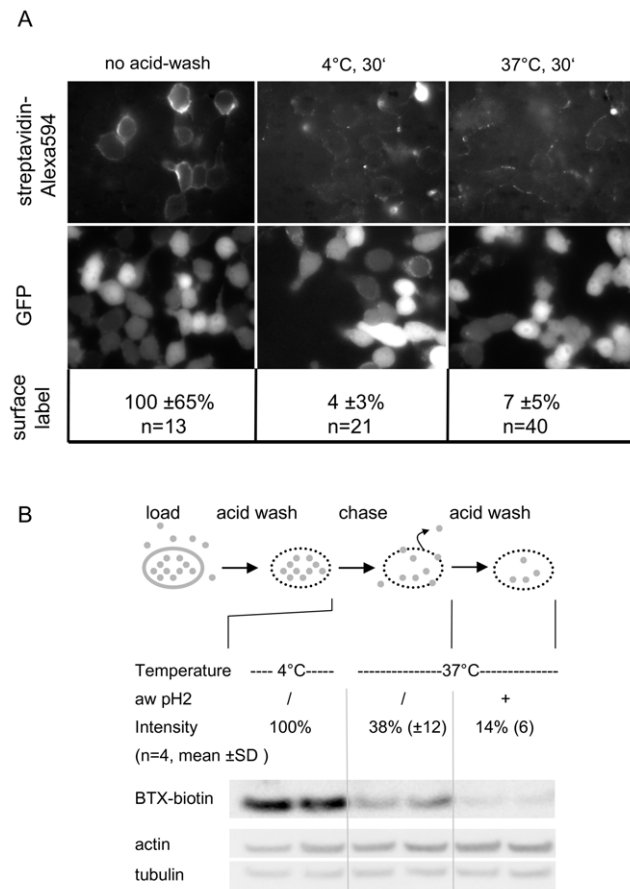 A
no acid-wash 4°C, 30‘ 37°C, 30‘
streptavidin-
Alexa594
GFP
surface
label
100 ±65% 4 ±3% 7 ±5%
n=13 n=21 n=40
B
load acid wash chase acid wash
Temperature ---- 4°C----- ---------------37°C------------------
aw pH2 / / +
Intensity 100% 38% (±12) 14% (6)
(n=4, mean ±SD )
BTX-biotin
actin
tubulin